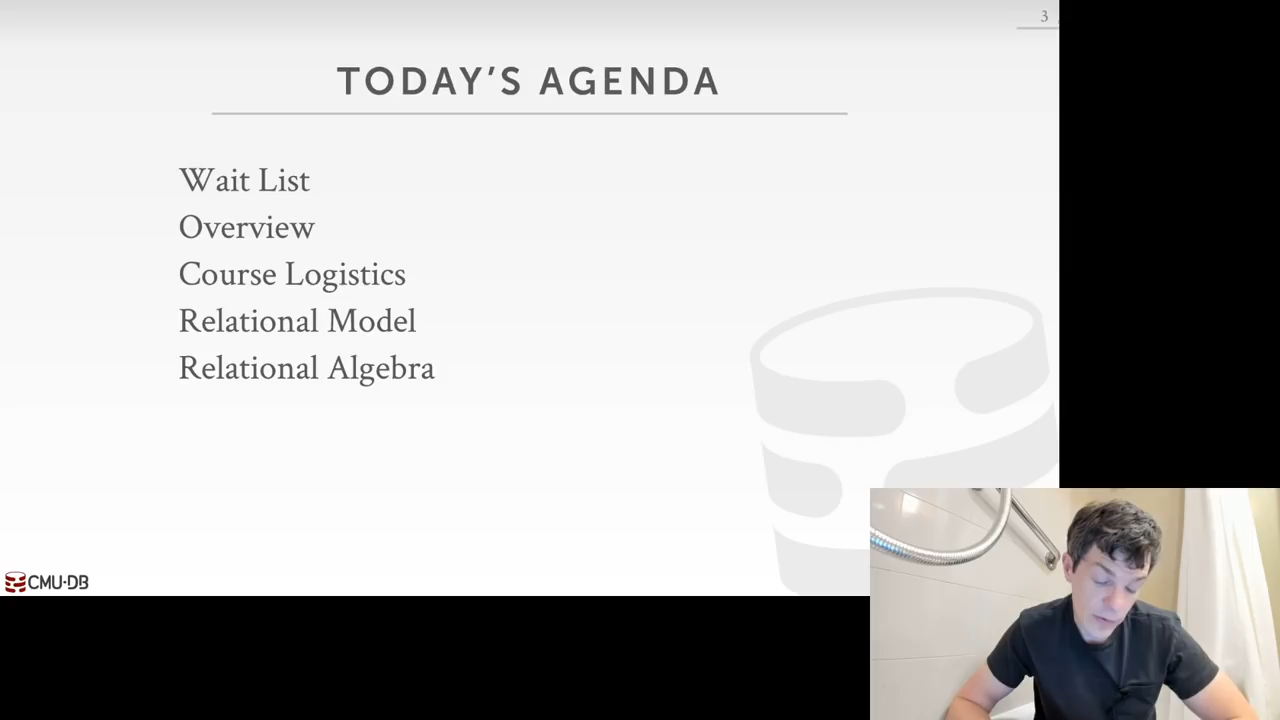 3
TODAY'S AGENDA
Wait List
Overview
Course Logistics
Relational Model
Relational Algebra
CMU·DB